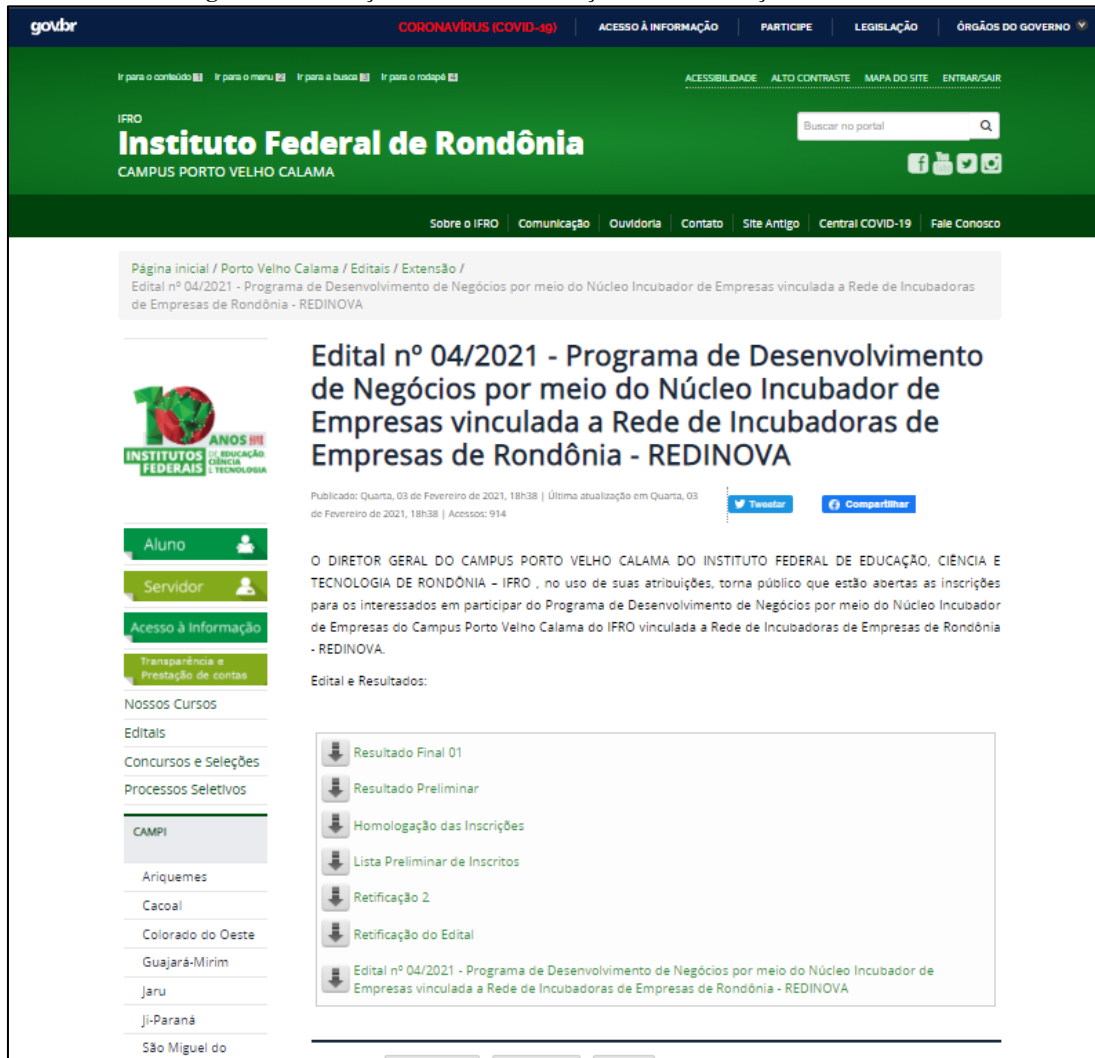 gov.br
CORONAVÍRUS (COVID-19)
ACESSO À INFORMAÇÃO
PARTICIPE
LEGISLAÇÃO
ÓRGÃOS DO GOVERNO
Ir para o conteúdo 1 Ir para o menu 2 Ir para a busca 3 Ir para o rodapé 4
ACESSIBILIDADE ALTO CONTRASTE MAPA DO SITE ENTRAR/SAIR
IFRO
Instituto Federal de Rondônia
CAMPUS PORTO VELHO CALAMA
Buscar no portal
Sobre o IFRO Comunicação Ouvidoria Contato Site Antigo Central COVID-19 Fale Conosco
Página inicial / Porto Velho Calama / Editais / Extensão /
Edital nº 04/2021 - Programa de Desenvolvimento de Negócios por meio do Núcleo Incubador de Empresas vinculada a Rede de Incubadoras
de Empresas de Rondônia - REDINOVA
10
ANOS
INSTITUTOS
FEDERAIS
DE EDUCAÇÃO
CIÊNCIA
E TECNOLOGIA
Aluno
Servidor
Acesso à Informação
Transparência e
Prestação de contas
Nossos Cursos
Editais
Concursos e Seleções
Processos Seletivos
CAMPI
Ariquemes
Cacoal
Colorado do Oeste
Guajará-Mirim
Jaru
Ji-Paraná
São Miguel do
Edital nº 04/2021 - Programa de Desenvolvimento
de Negócios por meio do Núcleo Incubador de
Empresas vinculada a Rede de Incubadoras de
Empresas de Rondônia - REDINOVA
Publicado: Quarta, 03 de Fevereiro de 2021, 18h38 | Última atualização em Quarta, 03
de Fevereiro de 2021, 18h38 | Acessos: 914
Tweetar
Compartilhar
O DIRETOR GERAL DO CAMPUS PORTO VELHO CALAMA DO INSTITUTO FEDERAL DE EDUCAÇÃO, CIÊNCIA E
TECNOLOGIA DE RONDÔNIA – IFRO , no uso de suas atribuições, torna público que estão abertas as inscrições
para os interessados em participar do Programa de Desenvolvimento de Negócios por meio do Núcleo Incubador
de Empresas do Campus Porto Velho Calama do IFRO vinculada a Rede de Incubadoras de Empresas de Rondônia
- REDINOVA.
Edital e Resultados:
Resultado Final 01
Resultado Preliminar
Homologação das Inscrições
Lista Preliminar de Inscritos
Retificação 2
Retificação do Edital
Edital nº 04/2021 - Programa de Desenvolvimento de Negócios por meio do Núcleo Incubador de
Empresas vinculada a Rede de Incubadoras de Empresas de Rondônia - REDINOVA